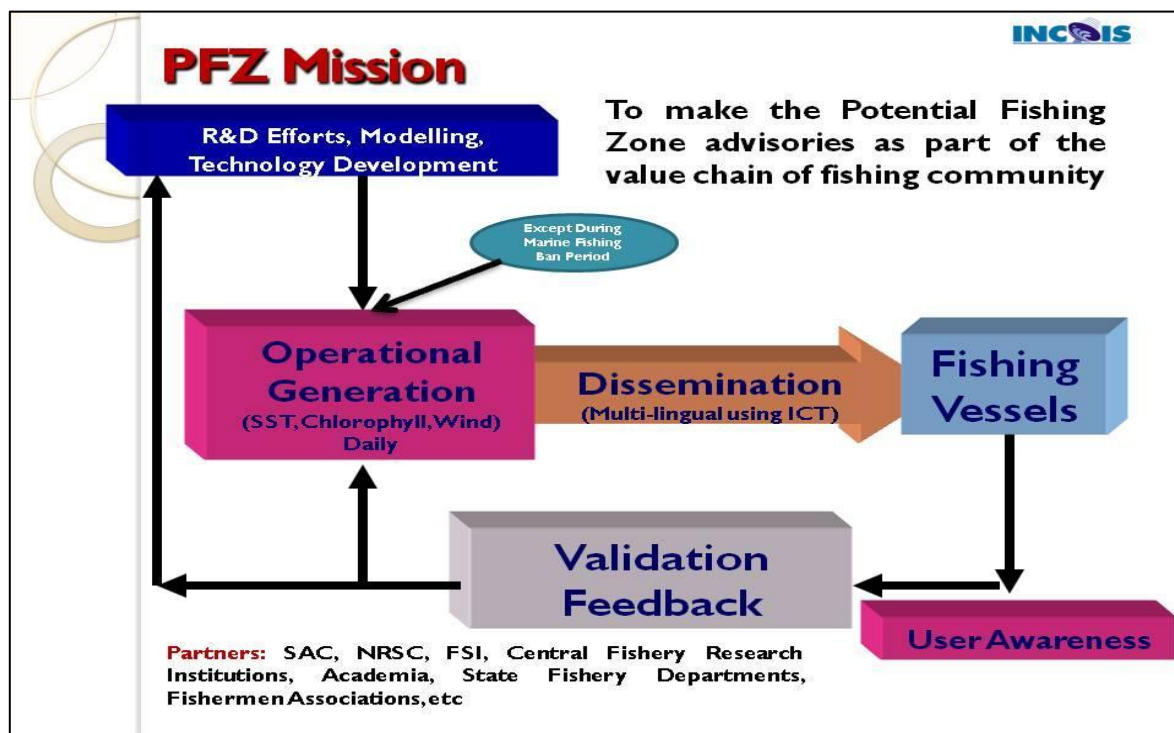 INCOIS
PFZ Mission
To make the Potential Fishing
Zone advisories as part of the
value chain of fishing community
R&D Efforts, Modelling,
Technology Development
Except During
Marine Fishing
Ban Period
Operational
Generation
(SST, Chlorophyll, Wind)
Daily
Dissemination
(Multi-lingual using ICT)
Fishing
Vessels
Validation
Feedback
User Awareness
Partners: SAC, NRSC, FSI, Central Fishery Research
Institutions, Academia, State Fishery Departments,
Fishermen Associations, etc